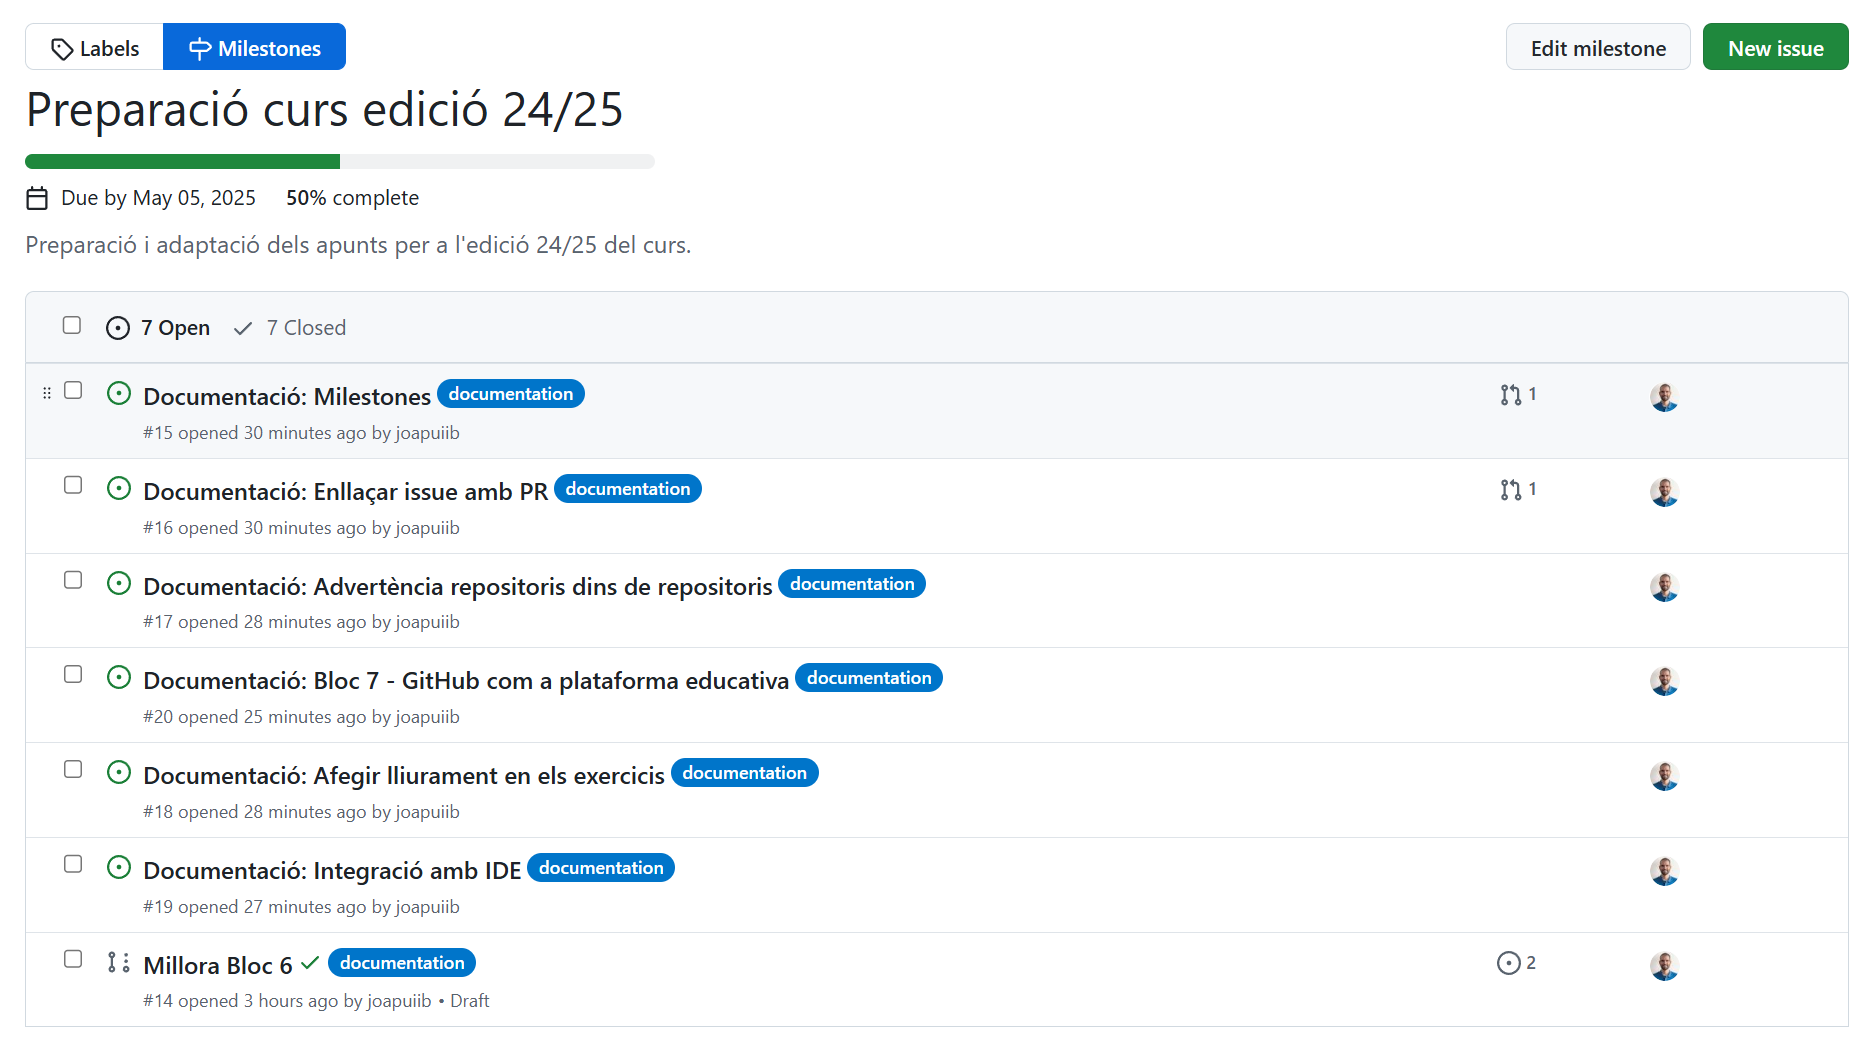 Labels Milestones Edit milestone New issue
Preparació curs edició 24/25
Due by May 05, 2025 50% complete
Preparació i adaptació dels apunts per a l'edició 24/25 del curs.
7 Open 7 Closed
Documentació: Milestones documentation 1
#15 opened 30 minutes ago by joapuiib
Documentació: Enllaçar issue amb PR documentation 1
#16 opened 30 minutes ago by joapuiib
Documentació: Advertència repositoris dins de repositoris documentation
#17 opened 28 minutes ago by joapuiib
Documentació: Bloc 7 - GitHub com a plataforma educativa documentation
#20 opened 25 minutes ago by joapuiib
Documentació: Afegir lliurament en els exercicis documentation
#18 opened 28 minutes ago by joapuiib
Documentació: Integració amb IDE documentation
#19 opened 27 minutes ago by joapuiib
Millora Bloc 6 documentation 2
#14 opened 3 hours ago by joapuiib • Draft